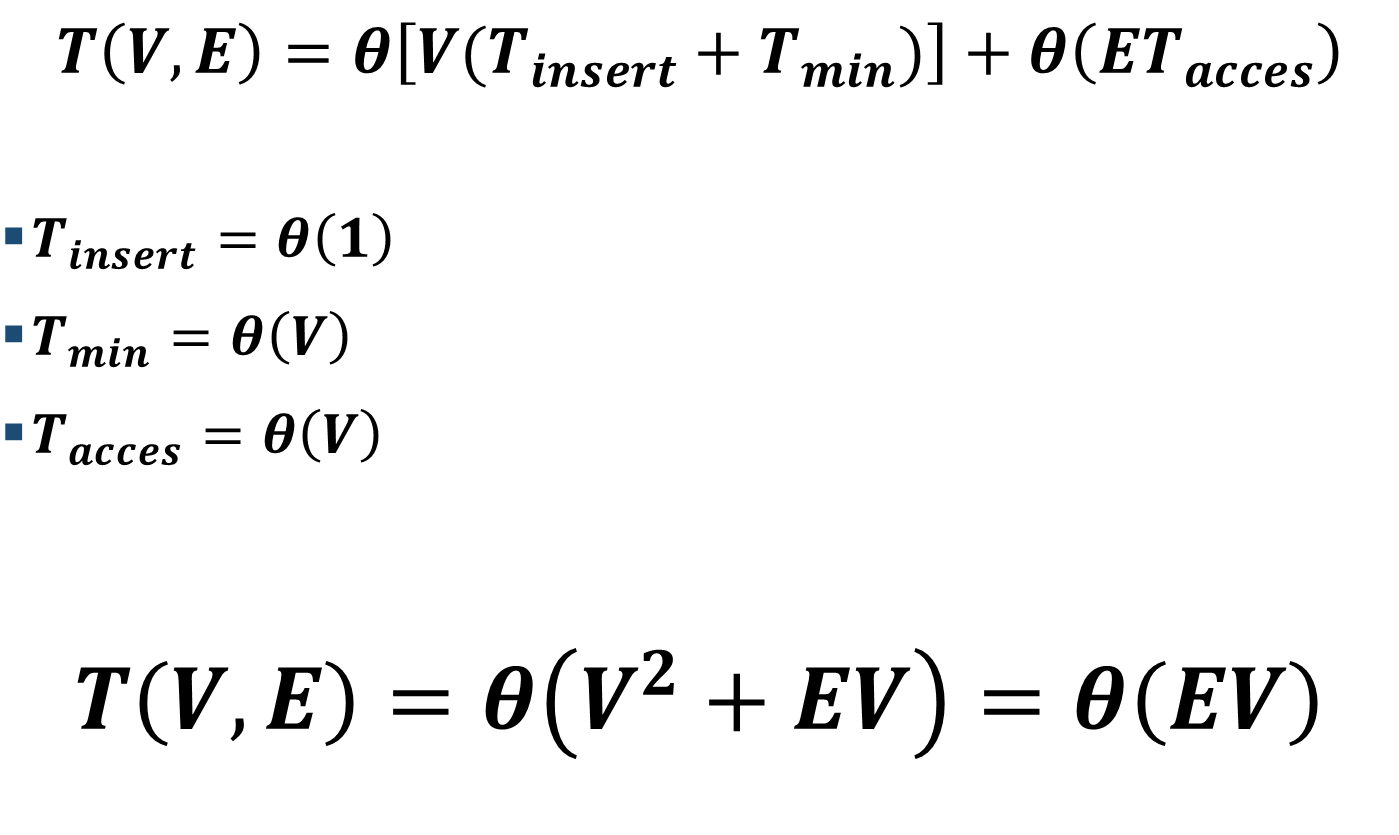 T(V, E) = θ[V(T_insert + T_min)] + θ(ET_acces)
▪ T_insert = θ(1)
▪ T_min = θ(V)
▪ T_acces = θ(V)
T(V, E) = θ(V² + EV) = θ(EV)